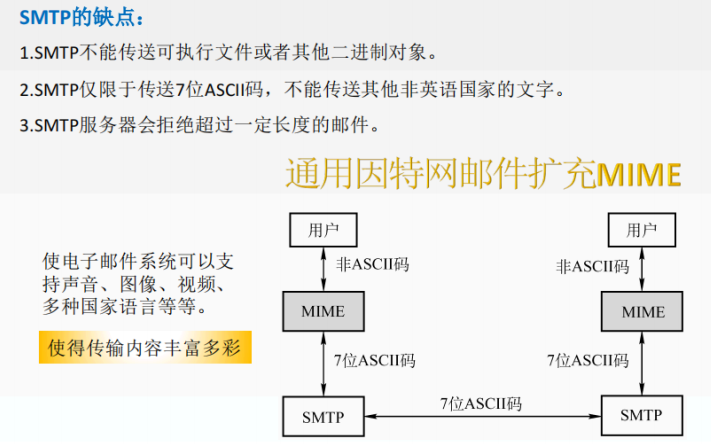 SMTP的缺点：
1.SMTP不能传送可执行文件或者其他二进制对象。
2.SMTP仅限于传送7位ASCII码，不能传送其他非英语国家的文字。
3.SMTP服务器会拒绝超过一定长度的邮件。
通用因特网邮件扩充MIME
使电子邮件系统可以支
持声音、图像、视频、
多种国家语言等等。
使得传输内容丰富多彩
用户
用户
非ASCII码
非ASCII码
MIME
MIME
7位ASCII码
7位ASCII码
SMTP
7位ASCII码
SMTP